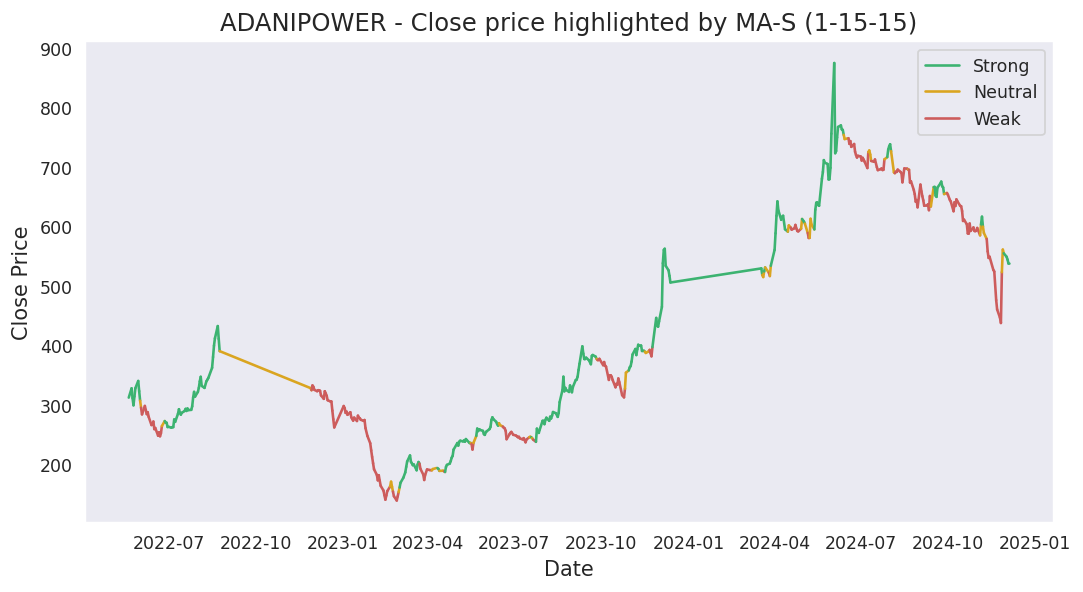 ADANIPOWER - Close price highlighted by MA-S (1-15-15)
900
800
700
600
500
400
300
200
Close Price
Strong
Neutral
Weak
2022-07 2022-10 2023-01 2023-04 2023-07 2023-10 2024-01 2024-04 2024-07 2024-10 2025-01
Date